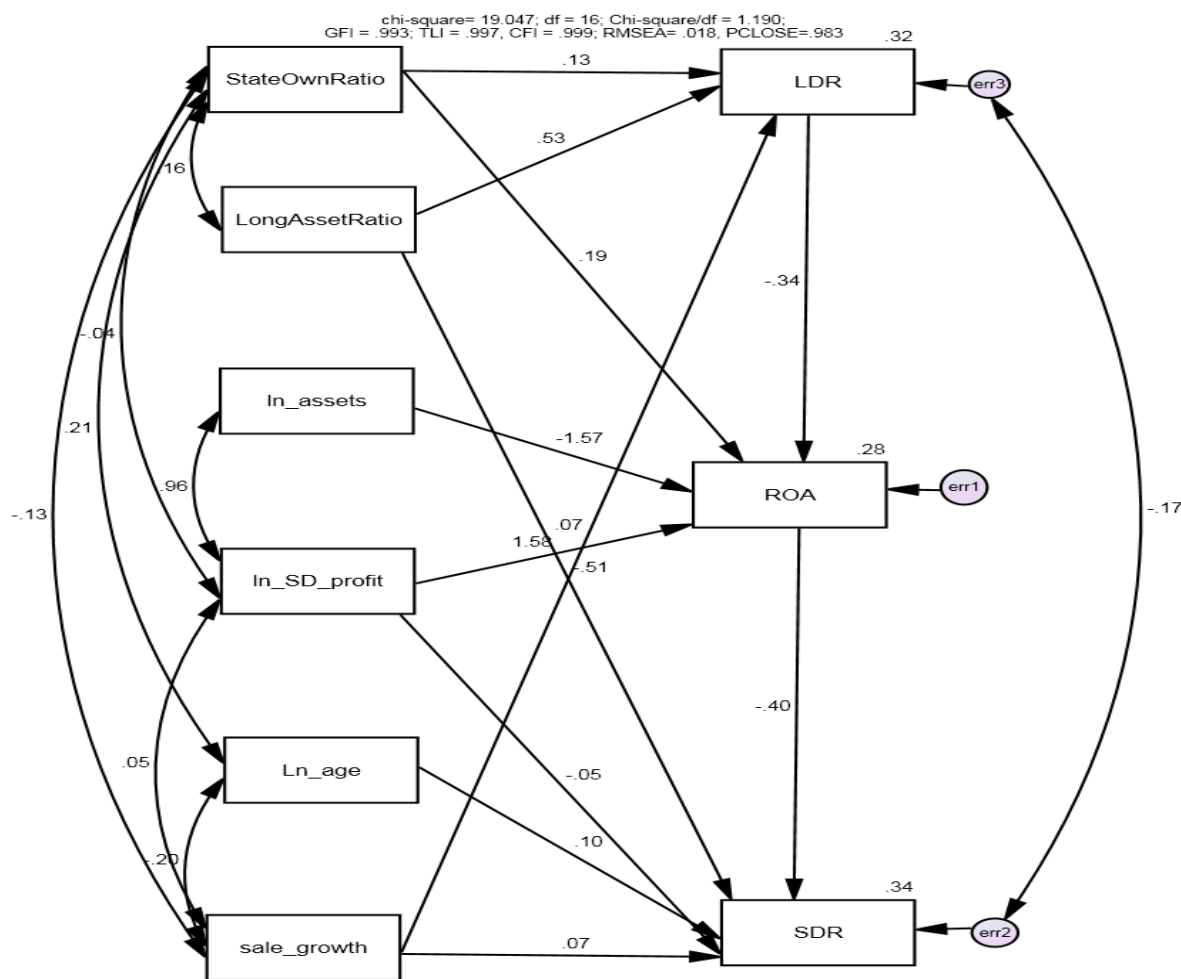 chi-square= 19.047; df = 16; Chi-square/df = 1.190;
GFI = .993; TLI = .997, CFI = .999; RMSEA= .018, PCLOSE=.983
.32
StateOwnRatio
.13
LDR
err3
.53
.16
LongAssetRatio
.19
-.34
-.04
ln_assets
.21
-1.57
.28
.96
ROA
err1
-.13
-.17
.07
1.58
-.51
ln_SD_profit
-.40
.05
Ln_age
-.05
.10
-.20
.34
sale_growth
.07
SDR
err2